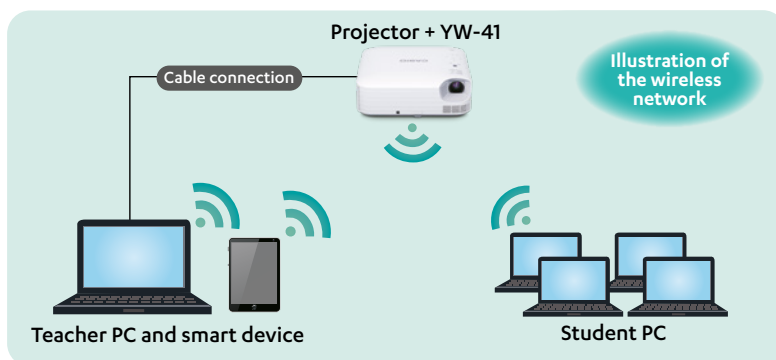 Projector + YW-41
Cable connection
Illustration of
the wireless
network
Teacher PC and smart device
Student PC